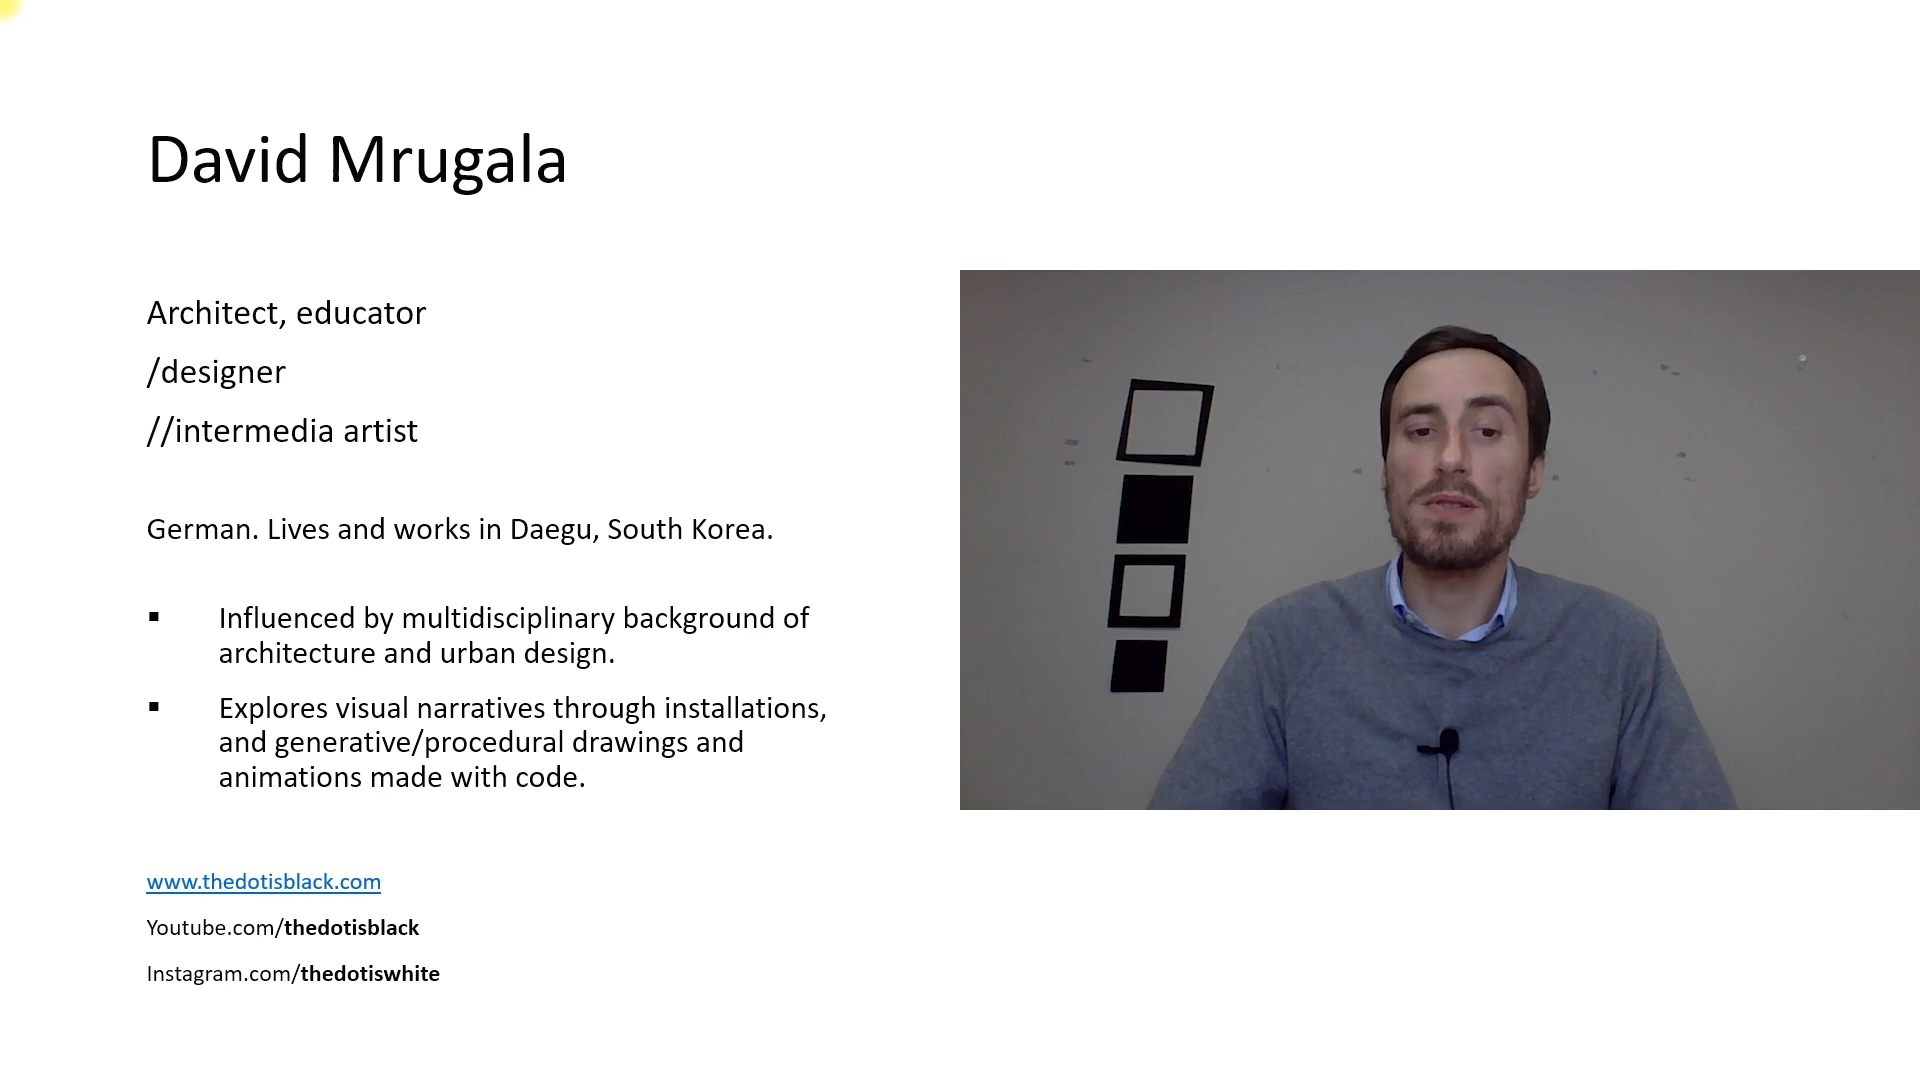 David Mrugala
Architect, educator
/designer
//intermedia artist
German. Lives and works in Daegu, South Korea.
▪ Influenced by multidisciplinary background of
architecture and urban design.
▪ Explores visual narratives through installations,
and generative/procedural drawings and
animations made with code.
www.thedotisblack.com
Youtube.com/thedotisblack
Instagram.com/thedotiswhite